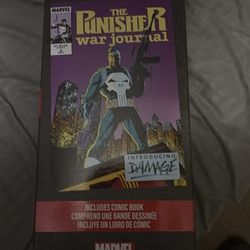 MARVEL
THE
PUNISHER
war journal
INTRODUCING
DAMAGE
INCLUDES COMIC BOOK
COMPREND UNE BANDE DESSINÉE
INCLUYE UN LIBRO DE CÓMIC
MARVEL